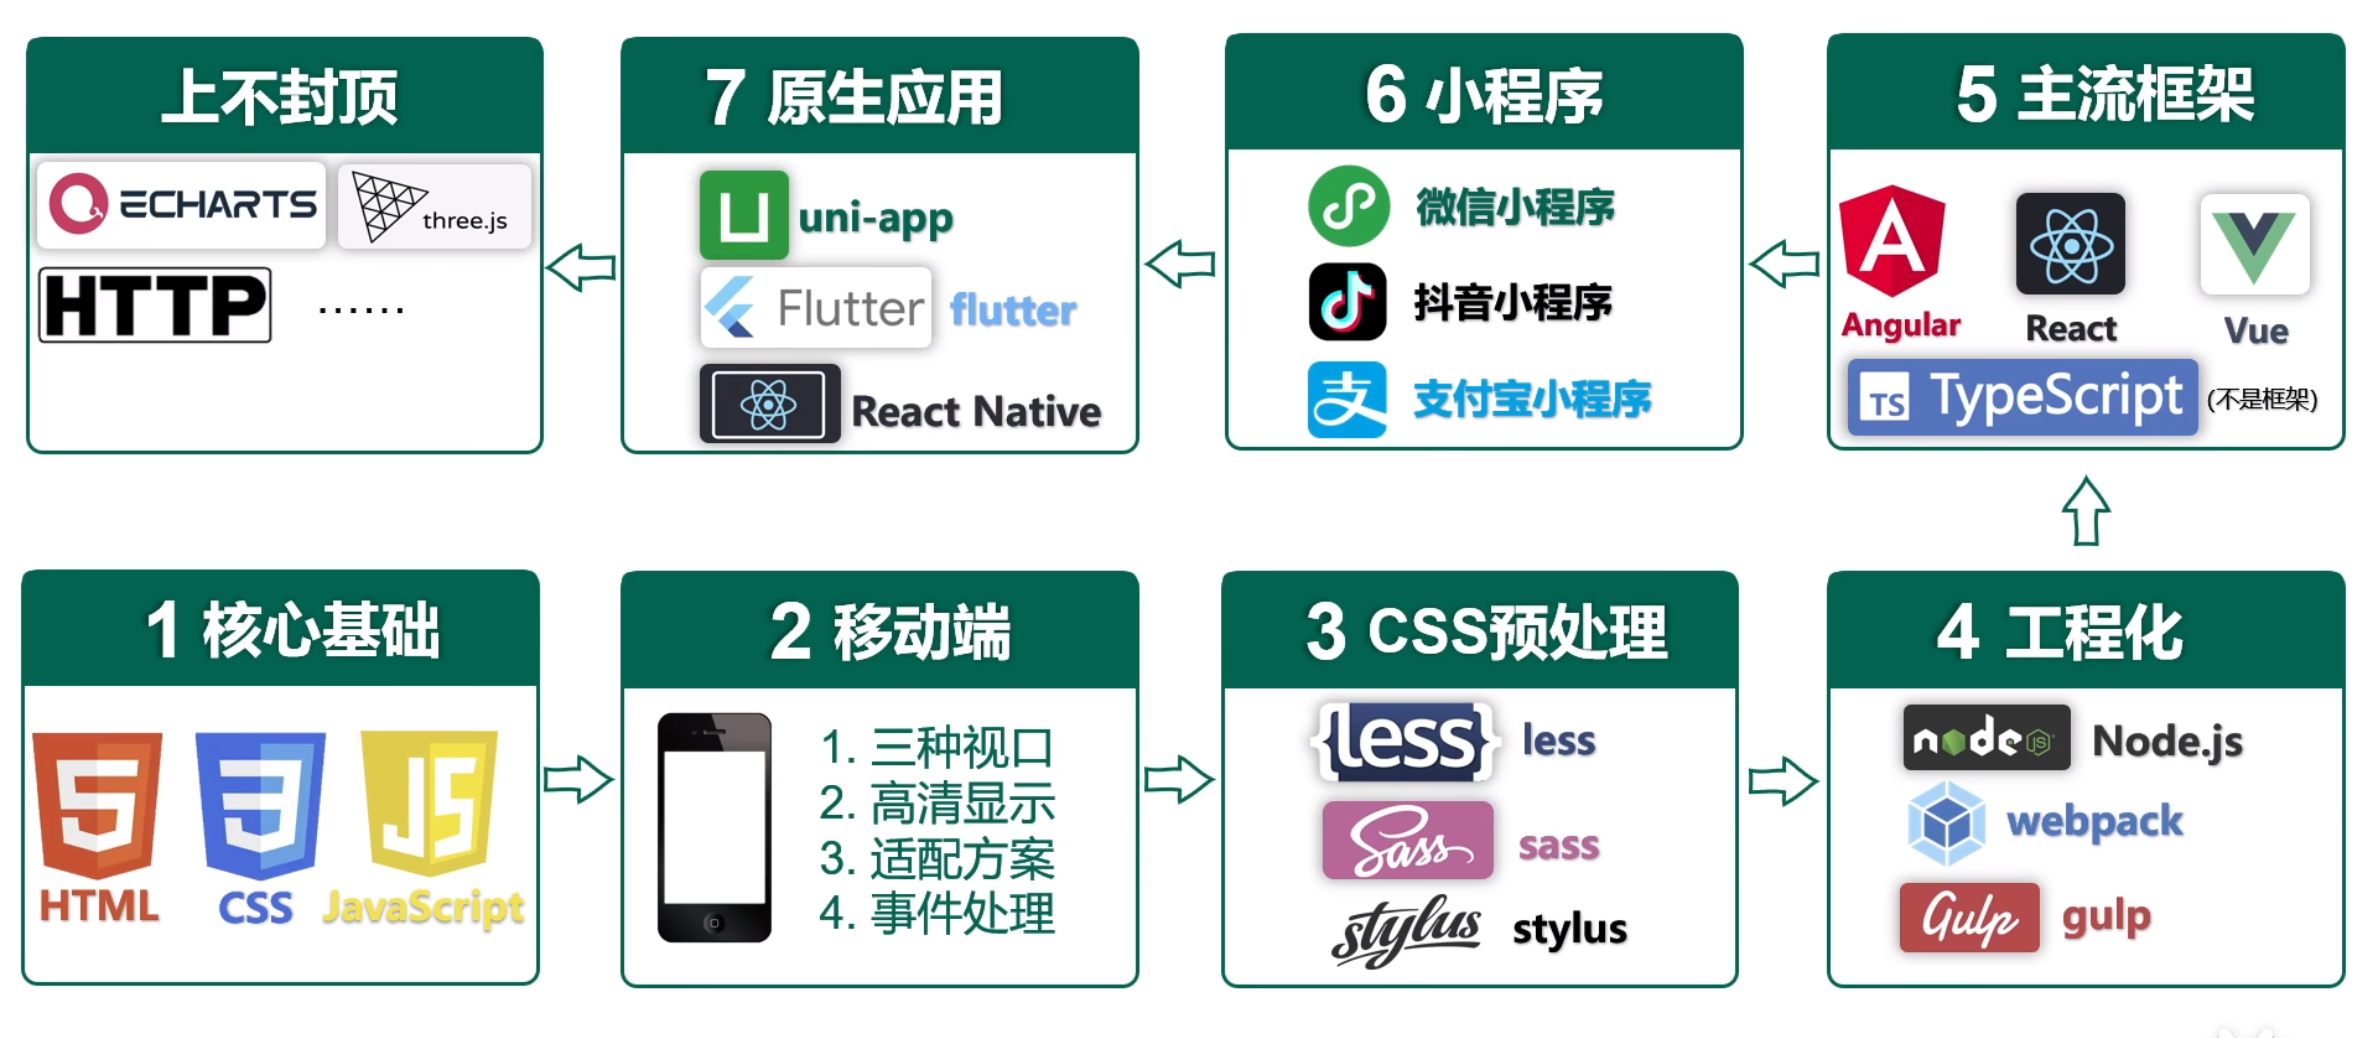 上不封顶
ECHARTS
three.js
HTTP ......
7 原生应用
uni-app
Flutter flutter
React Native
6 小程序
微信小程序
抖音小程序
支 支付宝小程序
5 主流框架
A
Angular React Vue
TS TypeScript (不是框架)
1 核心基础
5 3 JS
HTML CSS JavaScript
2 移动端
1. 三种视口
2. 高清显示
3. 适配方案
4. 事件处理
3 CSS预处理
{less} less
Sass sass
stylus stylus
4 工程化
node JS Node.js
webpack
Gulp gulp